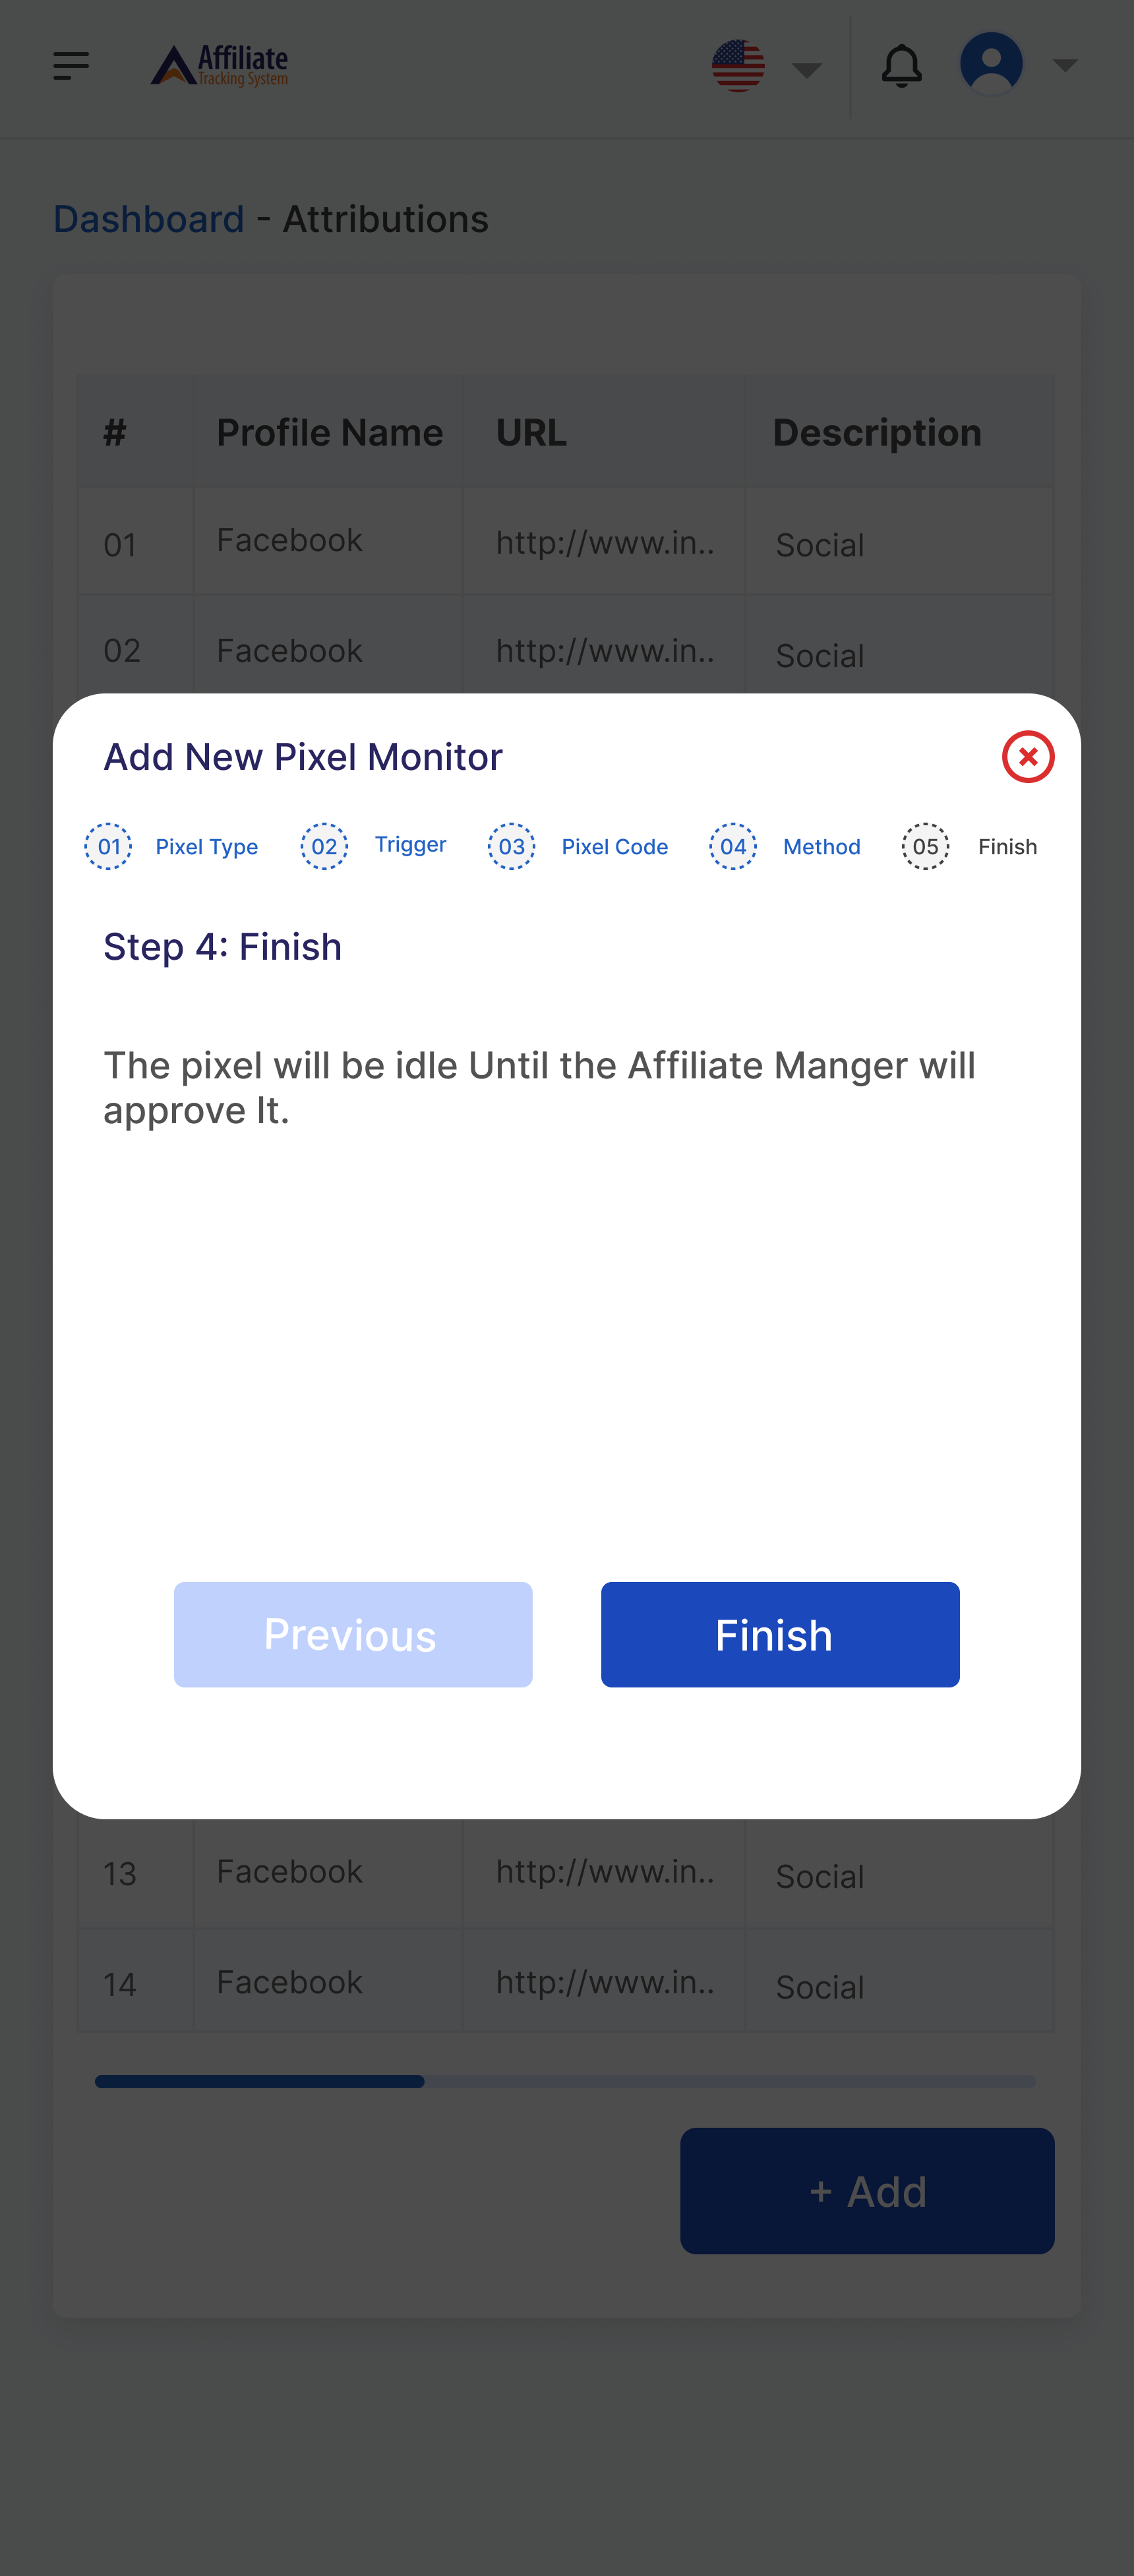 Affiliate
Tracking System
Dashboard - Attributions
# Profile Name URL Description
01 Facebook http://www.in.. Social
02 Facebook http://www.in.. Social
Add New Pixel Monitor
01 Pixel Type 02 Trigger 03 Pixel Code 04 Method 05 Finish
Step 4: Finish
The pixel will be idle Until the Affiliate Manger will
approve It.
Previous Finish
13 Facebook http://www.in.. Social
14 Facebook http://www.in.. Social
+ Add